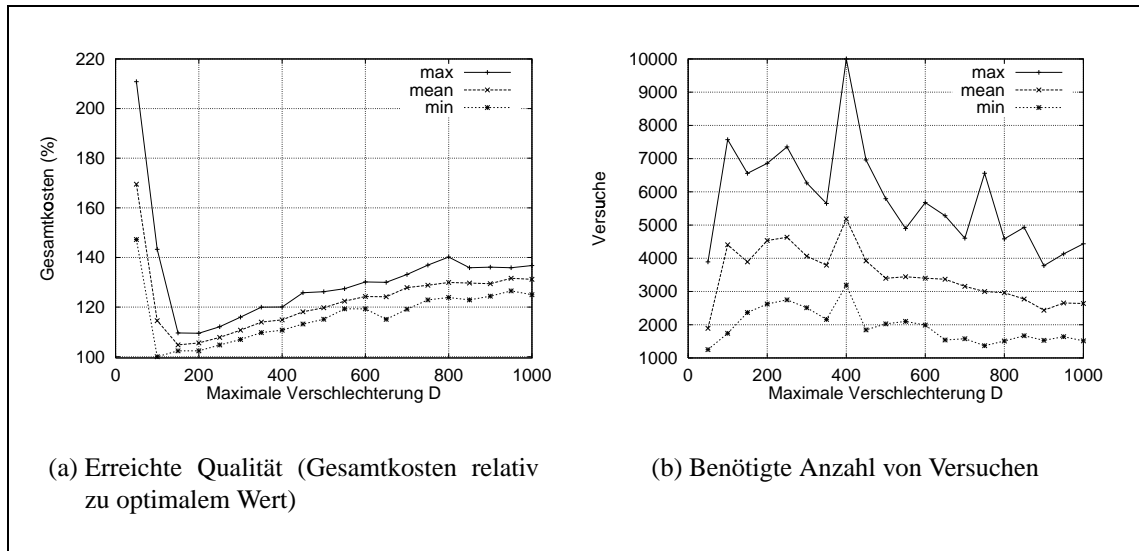 220
200
180
160
140
120
100
0
200
400
600
800
1000
Gesamtkosten (%)
Maximale Verschlechterung D
max
mean
min
10000
9000
8000
7000
6000
5000
4000
3000
2000
1000
0
200
400
600
800
1000
Versuche
Maximale Verschlechterung D
max
mean
min
(a) Erreichte Qualität (Gesamtkosten relativ
zu optimalem Wert)
(b) Benötigte Anzahl von Versuchen